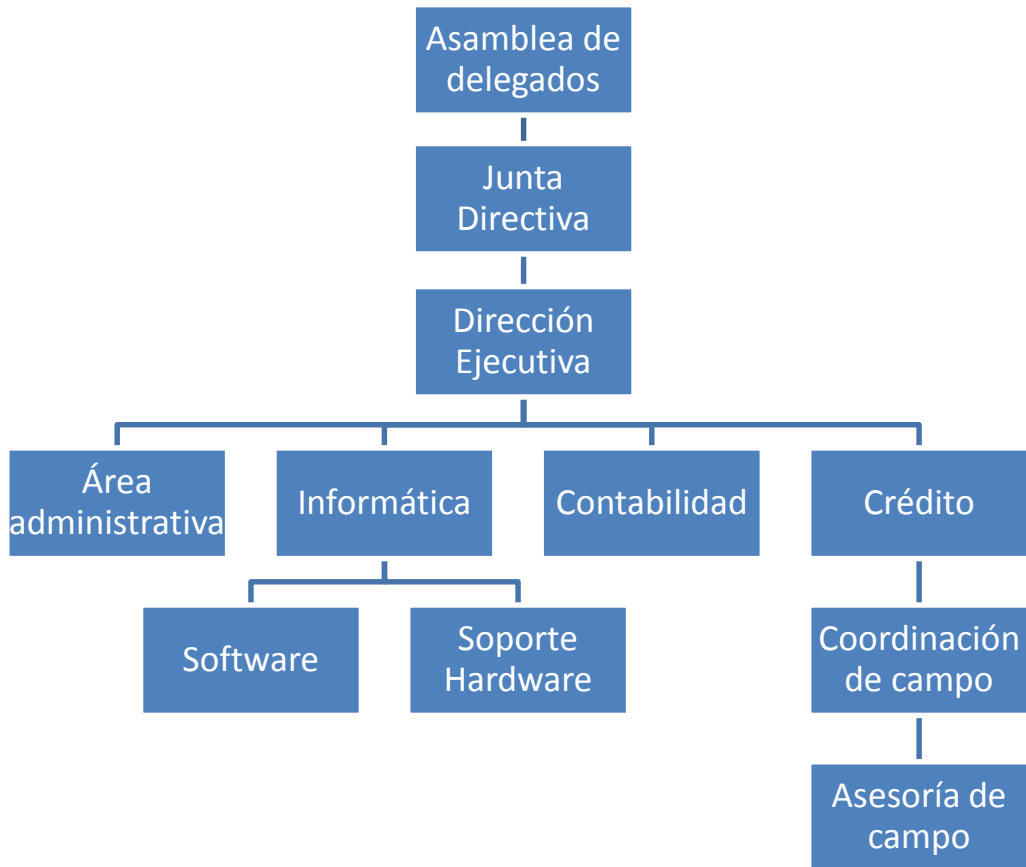 Asamblea de
delegados
Junta
Directiva
Dirección
Ejecutiva
Área
administrativa
Informática
Contabilidad
Crédito
Software
Soporte
Hardware
Coordinación
de campo
Asesoría de
campo